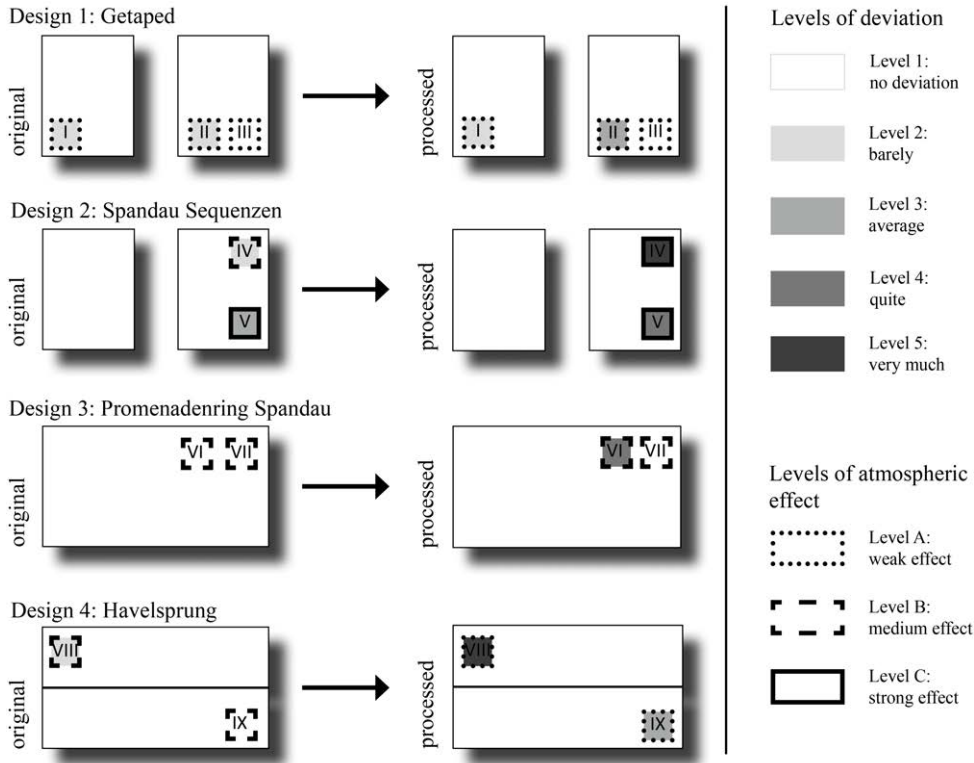 Design 1: Getaped
original
I
II
III
processed
I
II
III
Design 2: Spandau Sequenzen
original
IV
V
processed
IV
V
Design 3: Promenadenring Spandau
original
VI
VII
processed
VI
VII
Design 4: Havelsprung
original
VIII
IX
processed
VIII
IX
Levels of deviation
Level 1:
no deviation
Level 2:
barely
Level 3:
average
Level 4:
quite
Level 5:
very much
Levels of atmospheric
effect
Level A:
weak effect
Level B:
medium effect
Level C:
strong effect